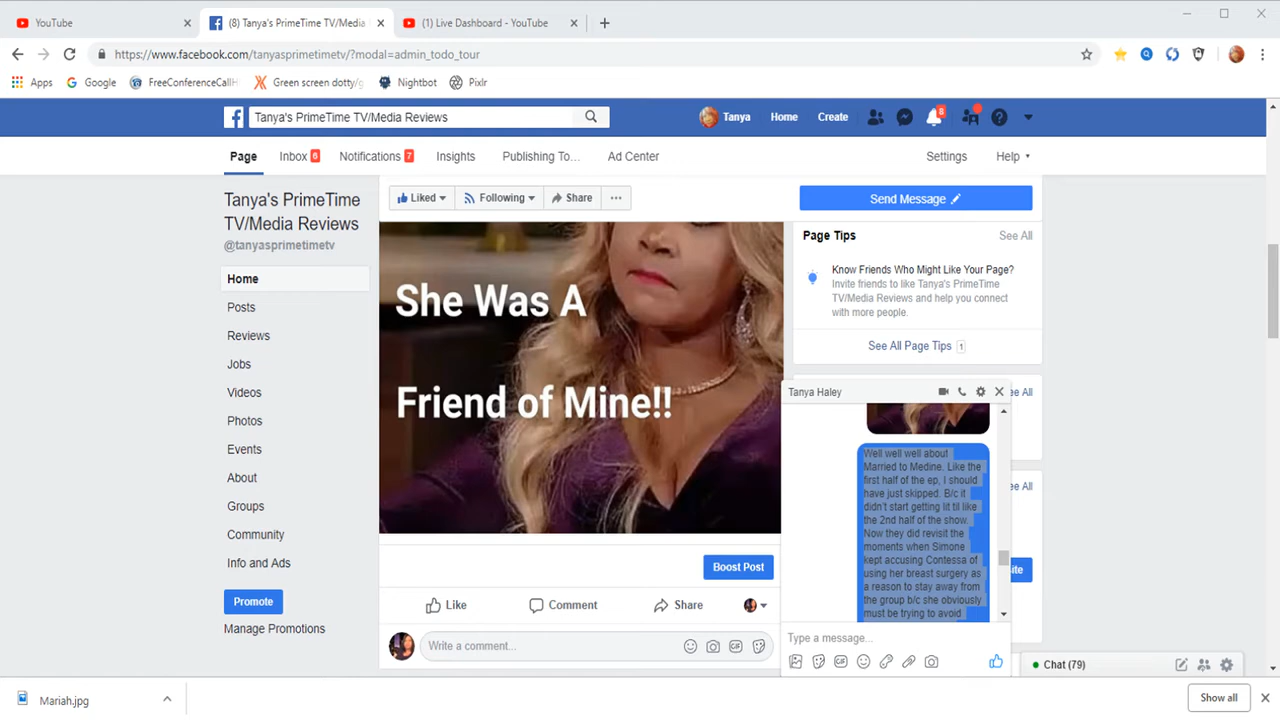 YouTube
(8) Tanya's PrimeTime TV/Media
(1) Live Dashboard - YouTube
https://www.facebook.com/tanyasprimetimetv/?modal=admin_todo_tour
Apps Google FreeConferenceCallH Green screen dotty/g Nightbot Pixlr
Tanya's PrimeTime TV/Media Reviews
Tanya Home Create 8
Page Inbox 6 Notifications 7 Insights Publishing To... Ad Center Settings Help
Tanya's PrimeTime
TV/Media Reviews
@tanyasprimetimetv
Home
Posts
Reviews
Jobs
Videos
Photos
Events
About
Groups
Community
Info and Ads
Promote
Manage Promotions
Liked Following Share ...
Send Message
She Was A
Friend of Mine!!
Boost Post
Like Comment Share
Write a comment...
GIF
Page Tips See All
Know Friends Who Might Like Your Page?
Invite friends to like Tanya's PrimeTime
TV/Media Reviews and help you connect
with more people.
See All Page Tips 1
ee All
ee All
ite
Tanya Haley
Well well well about
Married to Medine. Like the
first half of the ep, I should
have just skipped. B/c it
didn't start getting lit til like
the 2nd half of the show.
Now they did revisit the
moments when Simone
kept accusing Contessa of
using her breast surgery as
a reason to stay away from
the group b/c she obviously
must be trying to avoid
Type a message...
GIF
Chat (79)
Mariah.jpg
Show all